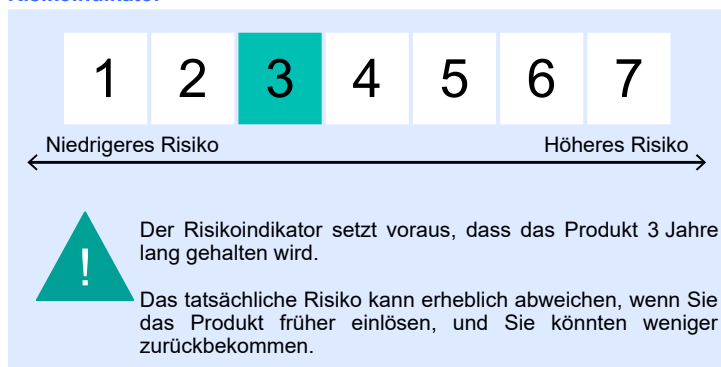 Risikoindikator
1 2 3 4 5 6 7
Niedrigeres Risiko Höheres Risiko
!
Der Risikoindikator setzt voraus, dass das Produkt 3 Jahre
lang gehalten wird.
Das tatsächliche Risiko kann erheblich abweichen, wenn Sie
das Produkt früher einlösen, und Sie könnten weniger
zurückbekommen.